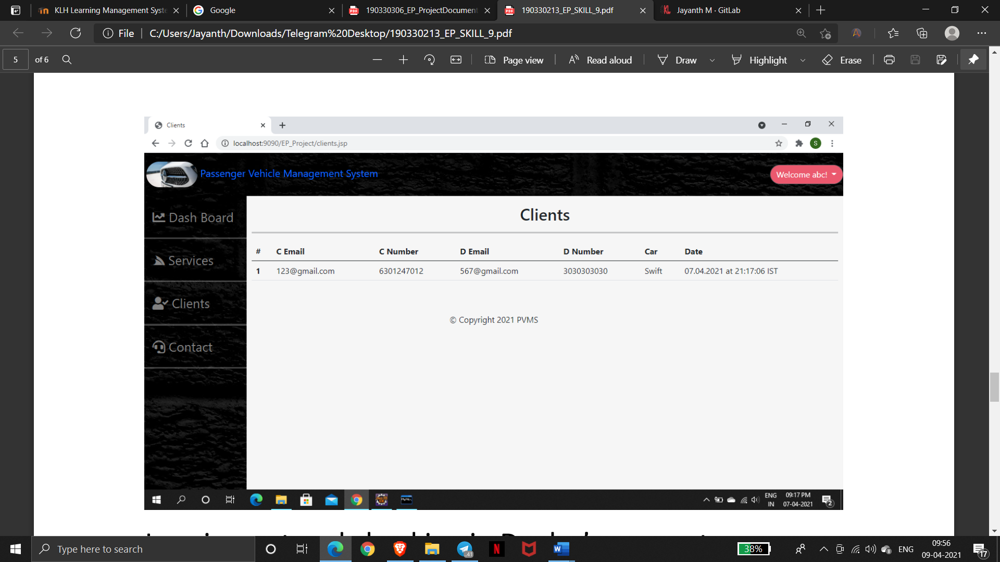 KLH Learning Management Syste
Google
190330306_EP_ProjectDocument
190330213_EP_SKILL_9.pdf
Jayanth M · GitLab
File
C:/Users/Jayanth/Downloads/Telegram%20Desktop/190330213_EP_SKILL_9.pdf
5 of 6
Page view
Read aloud
Draw
Highlight
Erase
Clients
localhost:9090/EP_Project/clients.jsp
S
Passenger Vehicle Management System
Welcome abc!
Dash Board
Services
Clients
Contact
Clients
# C Email C Number D Email D Number Car Date
1 123@gmail.com 6301247012 567@gmail.com 3030303030 Swift 07.04.2021 at 21:17:06 IST
© Copyright 2021 PVMS
ENG
IN
09:17 PM
07-04-2021
2
Type here to search
41
N
W
38%
ENG
09:56
09-04-2021
17